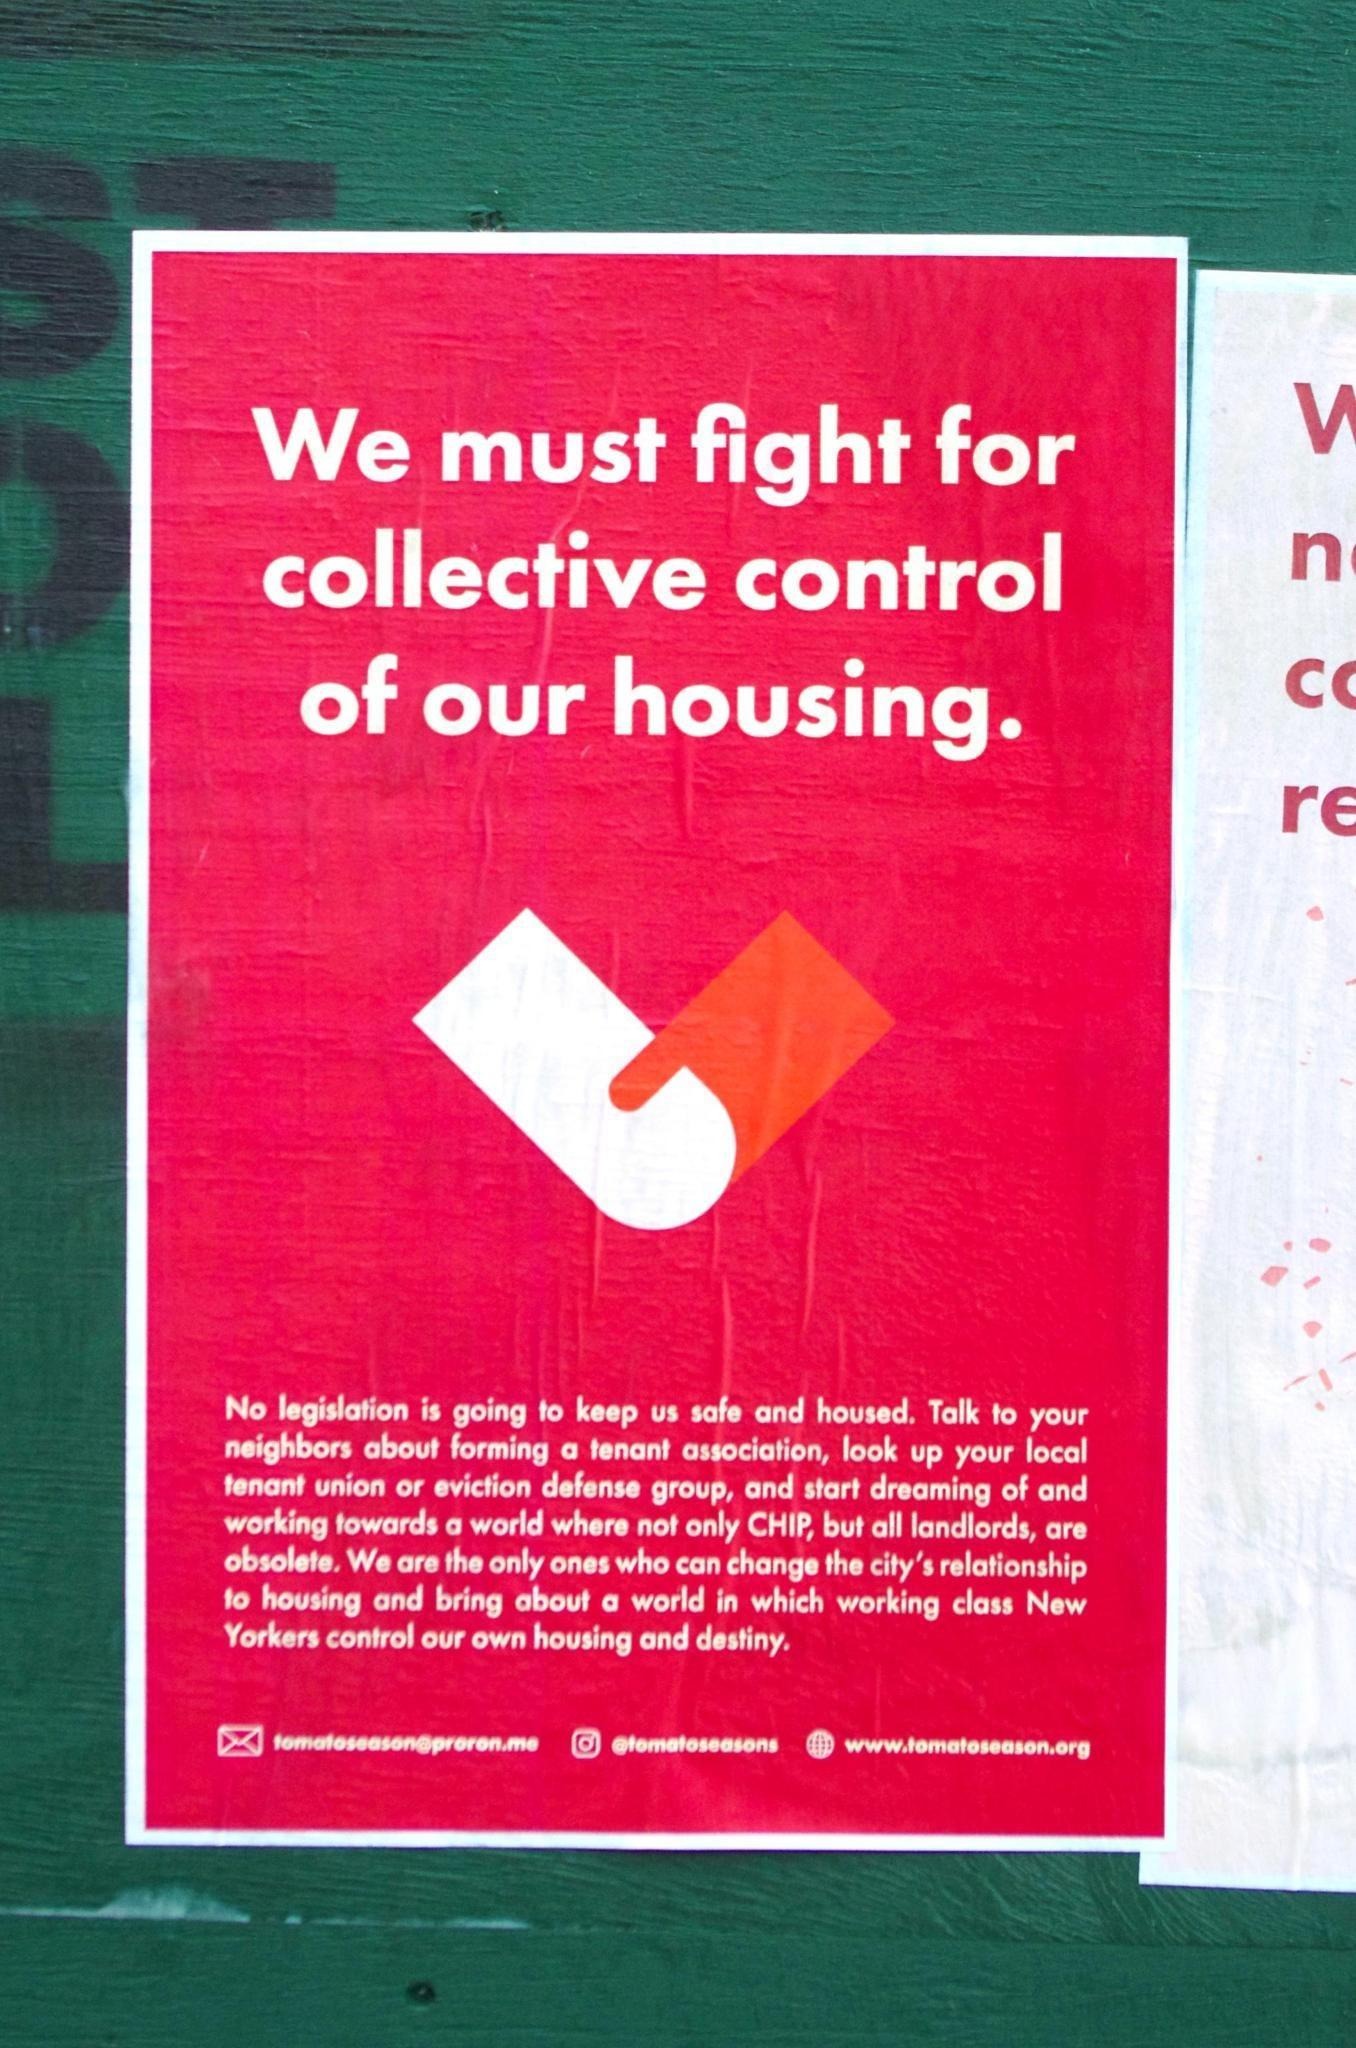 We must fight for
collective control
of our housing.
No legislation is going to keep us safe and housed. Talk to your
neighbors about forming a tenant association, look up your local
tenant union or eviction defense group, and start dreaming of and
working towards a world where not only CHIP, but all landlords, are
obsolete. We are the only ones who can change the city's relationship
to housing and bring about a world in which working class New
Yorkers control our own housing and destiny.
tomatoseason@proron.me @tomatoseasons www.tomatoseason.org